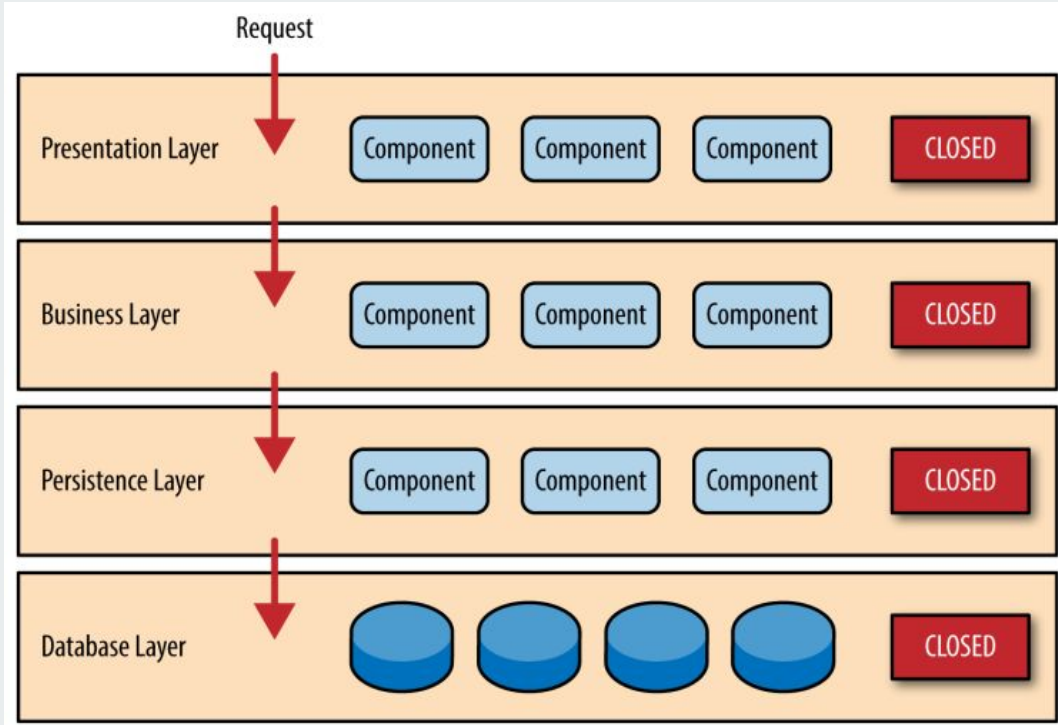 Request
Presentation Layer Component Component Component CLOSED
Business Layer Component Component Component CLOSED
Persistence Layer Component Component Component CLOSED
Database Layer CLOSED